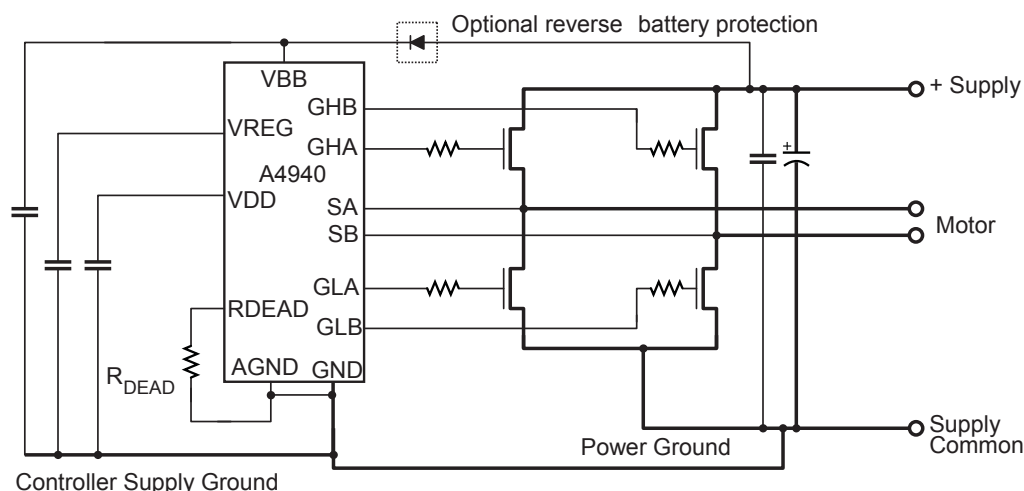 Optional reverse battery protection
VBB
GHB
+ Supply
VREG
GHA
A4940
+
VDD
SA
SB
Motor
GLA
RDEAD
GLB
AGND
GND
RDEAD
Supply
Common
Power Ground
Controller Supply Ground